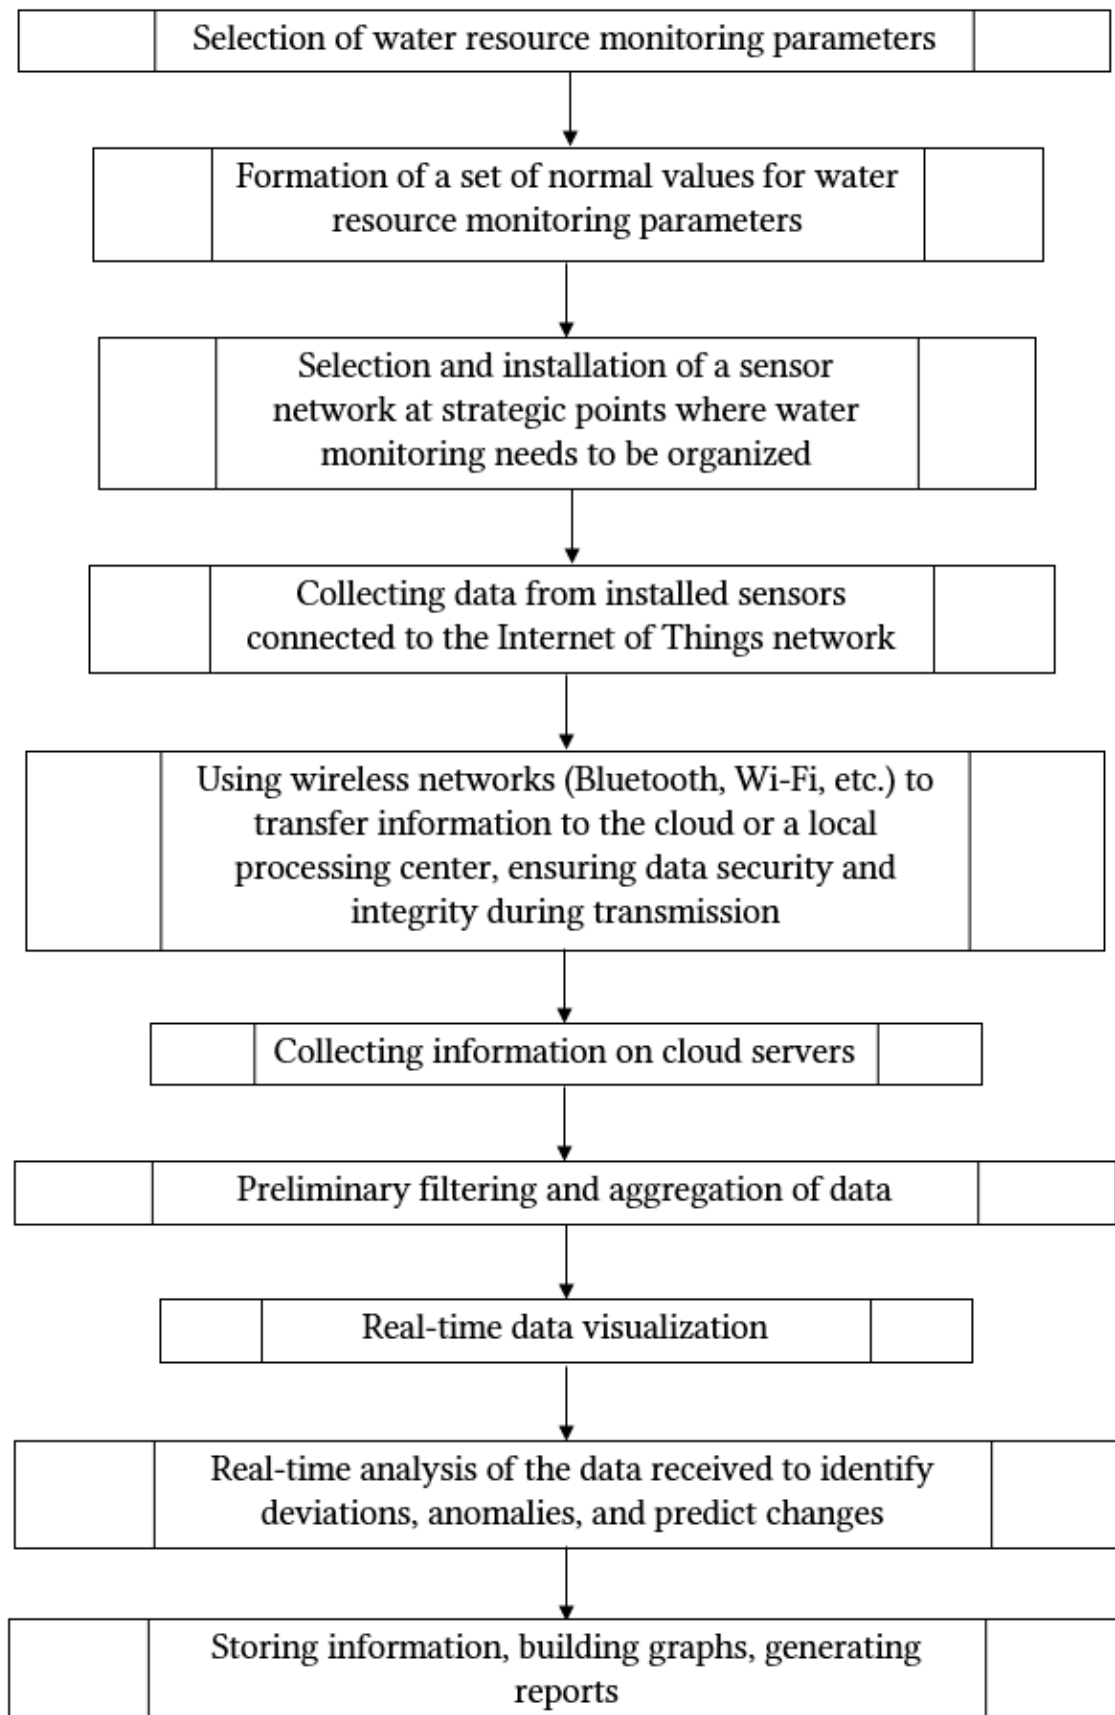 Selection of water resource monitoring parameters
Formation of a set of normal values for water
resource monitoring parameters
Selection and installation of a sensor
network at strategic points where water
monitoring needs to be organized
Collecting data from installed sensors
connected to the Internet of Things network
Using wireless networks (Bluetooth, Wi-Fi, etc.) to
transfer information to the cloud or a local
processing center, ensuring data security and
integrity during transmission
Collecting information on cloud servers
Preliminary filtering and aggregation of data
Real-time data visualization
Real-time analysis of the data received to identify
deviations, anomalies, and predict changes
Storing information, building graphs, generating
reports